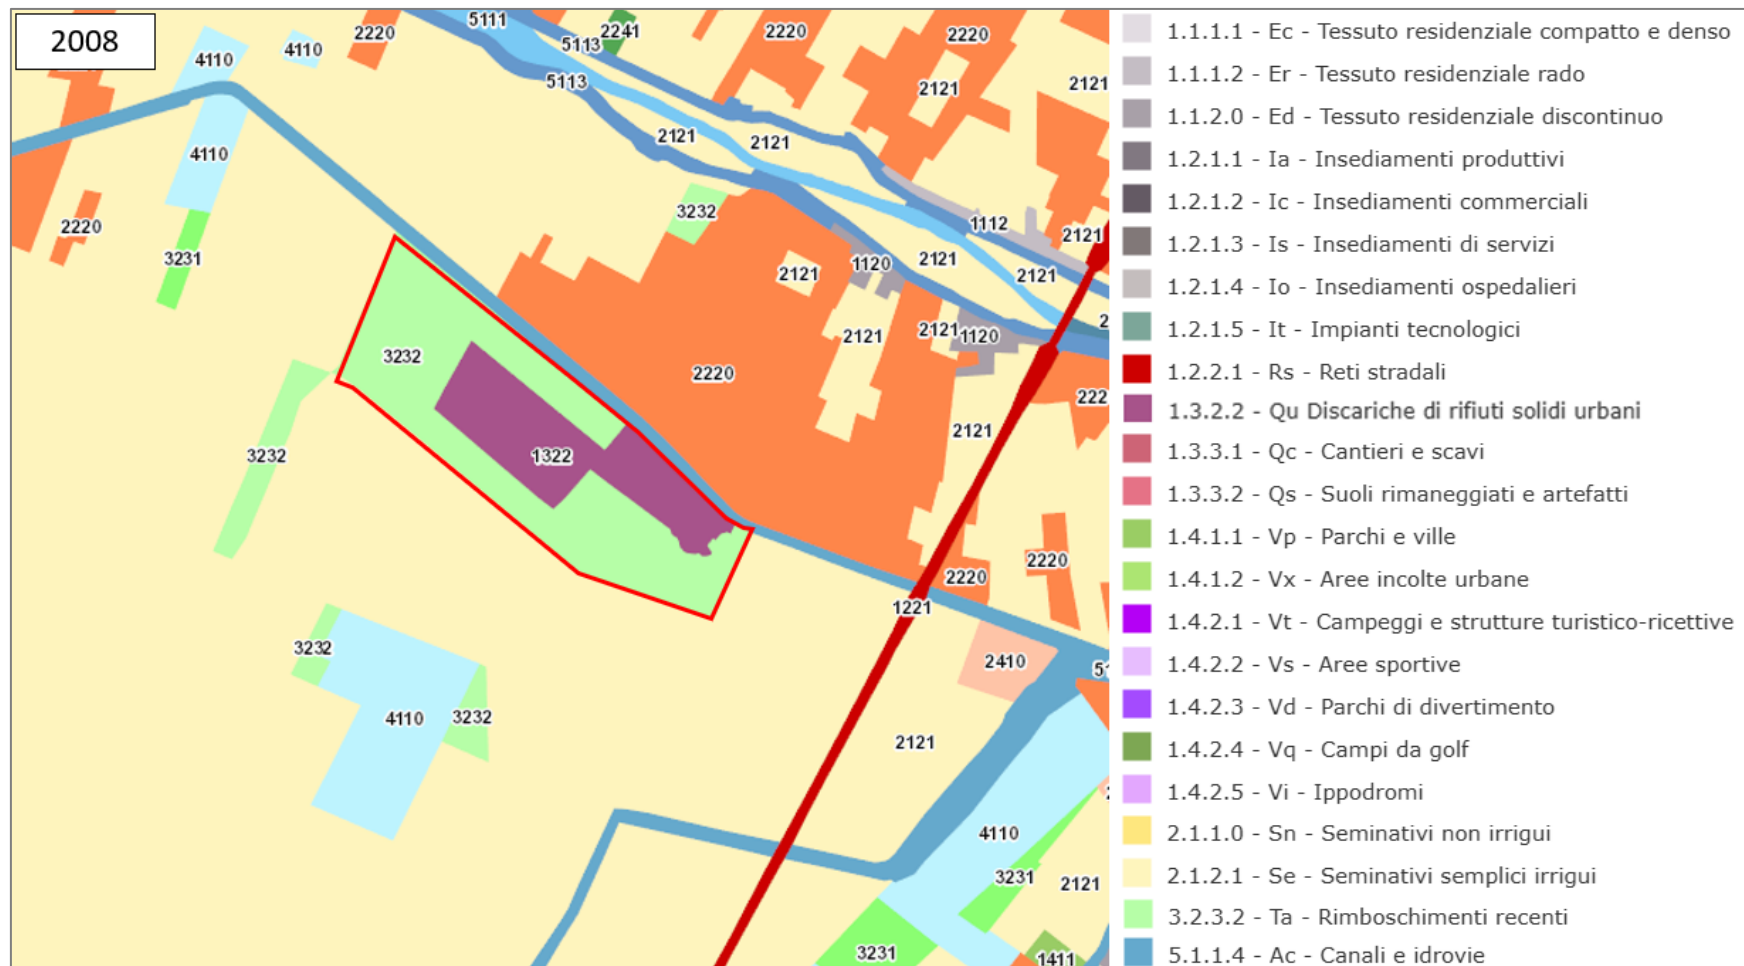 2008
5111
2241
2220
2220
2220
5113
4110
4110
5113
2121
2121
2121
2121
4110
3232
2220
1112
2121
3231
1120
2121
2121
2121
2121
2121
1120
3232
2220
2121
3232
1322
2220
2220
1221
3232
2410
4110
3232
2121
4110
3231
2121
3231
1411
1.1.1.1 - Ec - Tessuto residenziale compatto e denso
1.1.1.2 - Er - Tessuto residenziale rado
1.1.2.0 - Ed - Tessuto residenziale discontinuo
1.2.1.1 - Ia - Insediamenti produttivi
1.2.1.2 - Ic - Insediamenti commerciali
1.2.1.3 - Is - Insediamenti di servizi
1.2.1.4 - Io - Insediamenti ospedalieri
1.2.1.5 - It - Impianti tecnologici
1.2.2.1 - Rs - Reti stradali
1.3.2.2 - Qu Discariche di rifiuti solidi urbani
1.3.3.1 - Qc - Cantieri e scavi
1.3.3.2 - Qs - Suoli rimaneggiati e artefatti
1.4.1.1 - Vp - Parchi e ville
1.4.1.2 - Vx - Aree incolte urbane
1.4.2.1 - Vt - Campeggi e strutture turistico-ricettive
1.4.2.2 - Vs - Aree sportive
1.4.2.3 - Vd - Parchi di divertimento
1.4.2.4 - Vq - Campi da golf
1.4.2.5 - Vi - Ippodromi
2.1.1.0 - Sn - Seminativi non irrigui
2.1.2.1 - Se - Seminativi semplici irrigui
3.2.3.2 - Ta - Rimboschimenti recenti
5.1.1.4 - Ac - Canali e idrovie